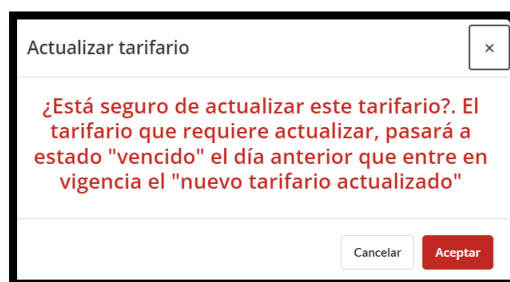 Actualizar tarifario
×
¿Está seguro de actualizar este tarifario?. El
tarifario que requiere actualizar, pasará a
estado "vencido" el día anterior que entre en
vigencia el "nuevo tarifario actualizado"
Cancelar Aceptar